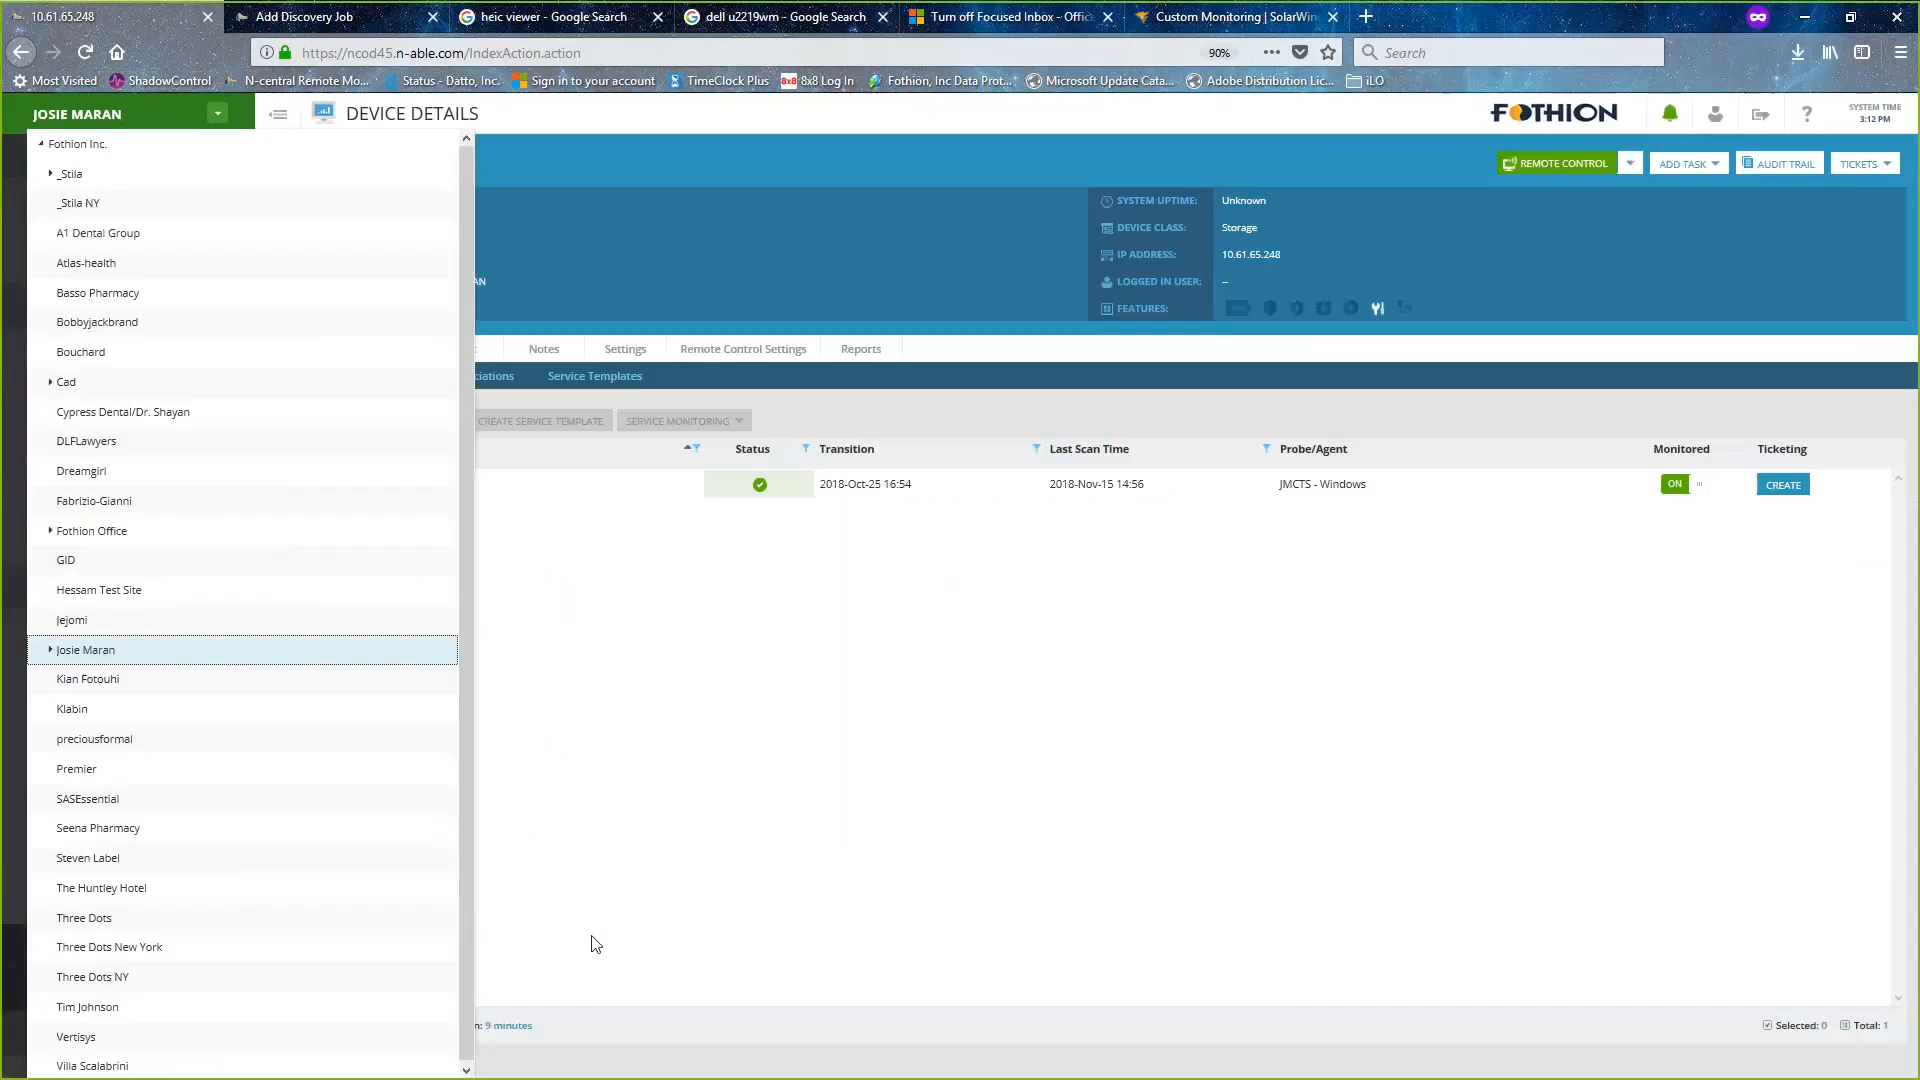 10.61.65.248
Add Discovery Job
heic viewer - Google Search
dell u2219wm - Google Search
Turn off Focused Inbox - Offic
Custom Monitoring | SolarWin
https://ncod45.n-able.com/IndexAction.action
90%
Search
Most Visited
ShadowControl
N-central Remote Mo...
Status - Datto, Inc.
Sign in to your account
TimeClock Plus
8x8 Log In
Fothion, Inc Data Prot...
Microsoft Update Cata...
Adobe Distribution Lic...
iLO
JOSIE MARAN
DEVICE DETAILS
FOTHION
SYSTEM TIME
3:12 PM
Fothion Inc.
_Stila
_Stila NY
A1 Dental Group
Atlas-health
Basso Pharmacy
Bobbyjackbrand
Bouchard
Cad
Cypress Dental/Dr. Shayan
DLFLawyers
Dreamgirl
Fabrizio-Gianni
Fothion Office
GID
Hessam Test Site
Jejomi
Josie Maran
Kian Fotouhi
Klabin
preciousformal
Premier
SASEssential
Seena Pharmacy
Steven Label
The Huntley Hotel
Three Dots
Three Dots New York
Three Dots NY
Tim Johnson
Vertisys
Villa Scalabrini
REMOTE CONTROL
ADD TASK
AUDIT TRAIL
TICKETS
SYSTEM UPTIME: Unknown
DEVICE CLASS: Storage
IP ADDRESS: 10.61.65.248
LOGGED IN USER: --
FEATURES:
AN
Notes
Settings
Remote Control Settings
Reports
ciations
Service Templates
CREATE SERVICE TEMPLATE
SERVICE MONITORING
Status
Transition
Last Scan Time
Probe/Agent
Monitored
Ticketing
2018-Oct-25 16:54
2018-Nov-15 14:56
JMCTS - Windows
ON
CREATE
n: 9 minutes
Selected: 0
Total: 1